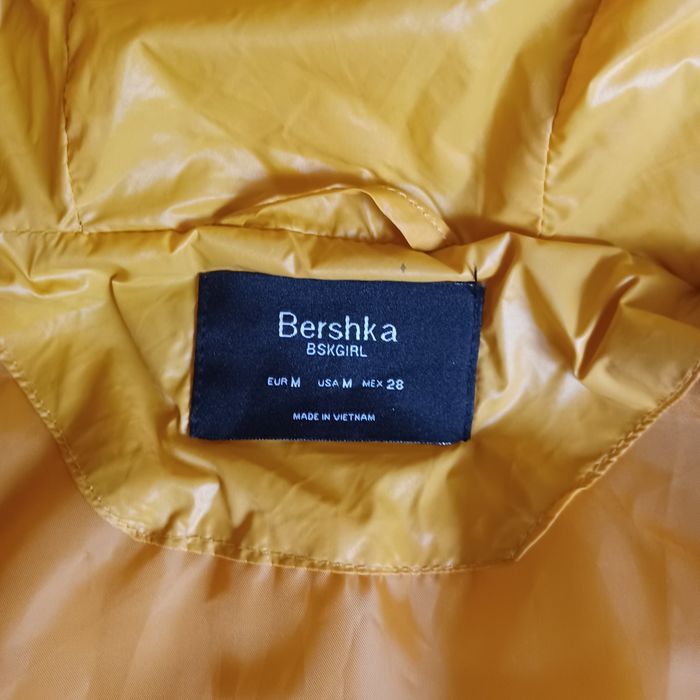 Bershka
BSKGIRL
EUR M USA M MEX 28
MADE IN VIETNAM